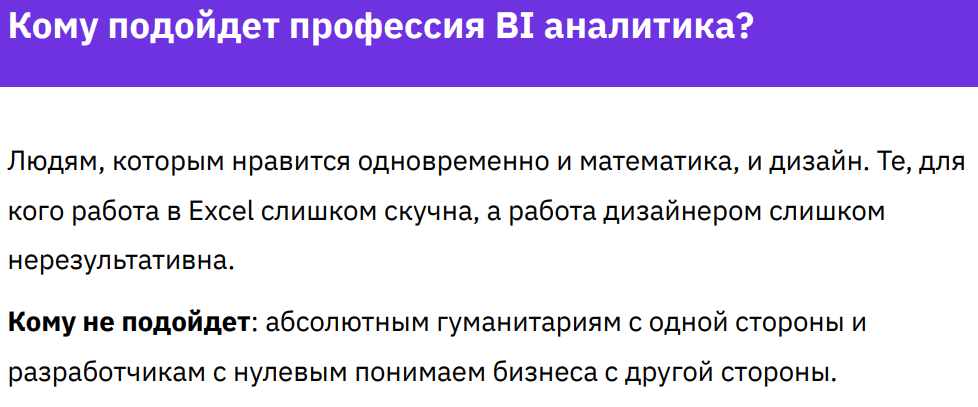 Кому подойдет профессия BI аналитика?
Людям, которым нравится одновременно и математика, и дизайн. Те, для
кого работа в Excel слишком скучна, а работа дизайнером слишком
нерезультативна.
Кому не подойдет: абсолютным гуманитариям с одной стороны и
разработчикам с нулевым понимаем бизнеса с другой стороны.